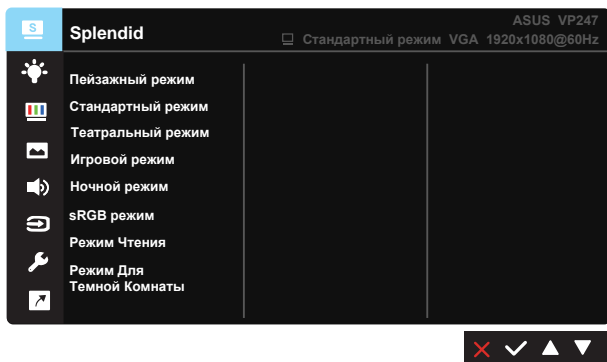 S
Splendid
ASUS VP247
Стандартный режим VGA 1920x1080@60Hz
Пейзажный режим
Стандартный режим
Театральный режим
Игровой режим
Ночной режим
sRGB режим
Режим Чтения
Режим Для
Темной Комнаты